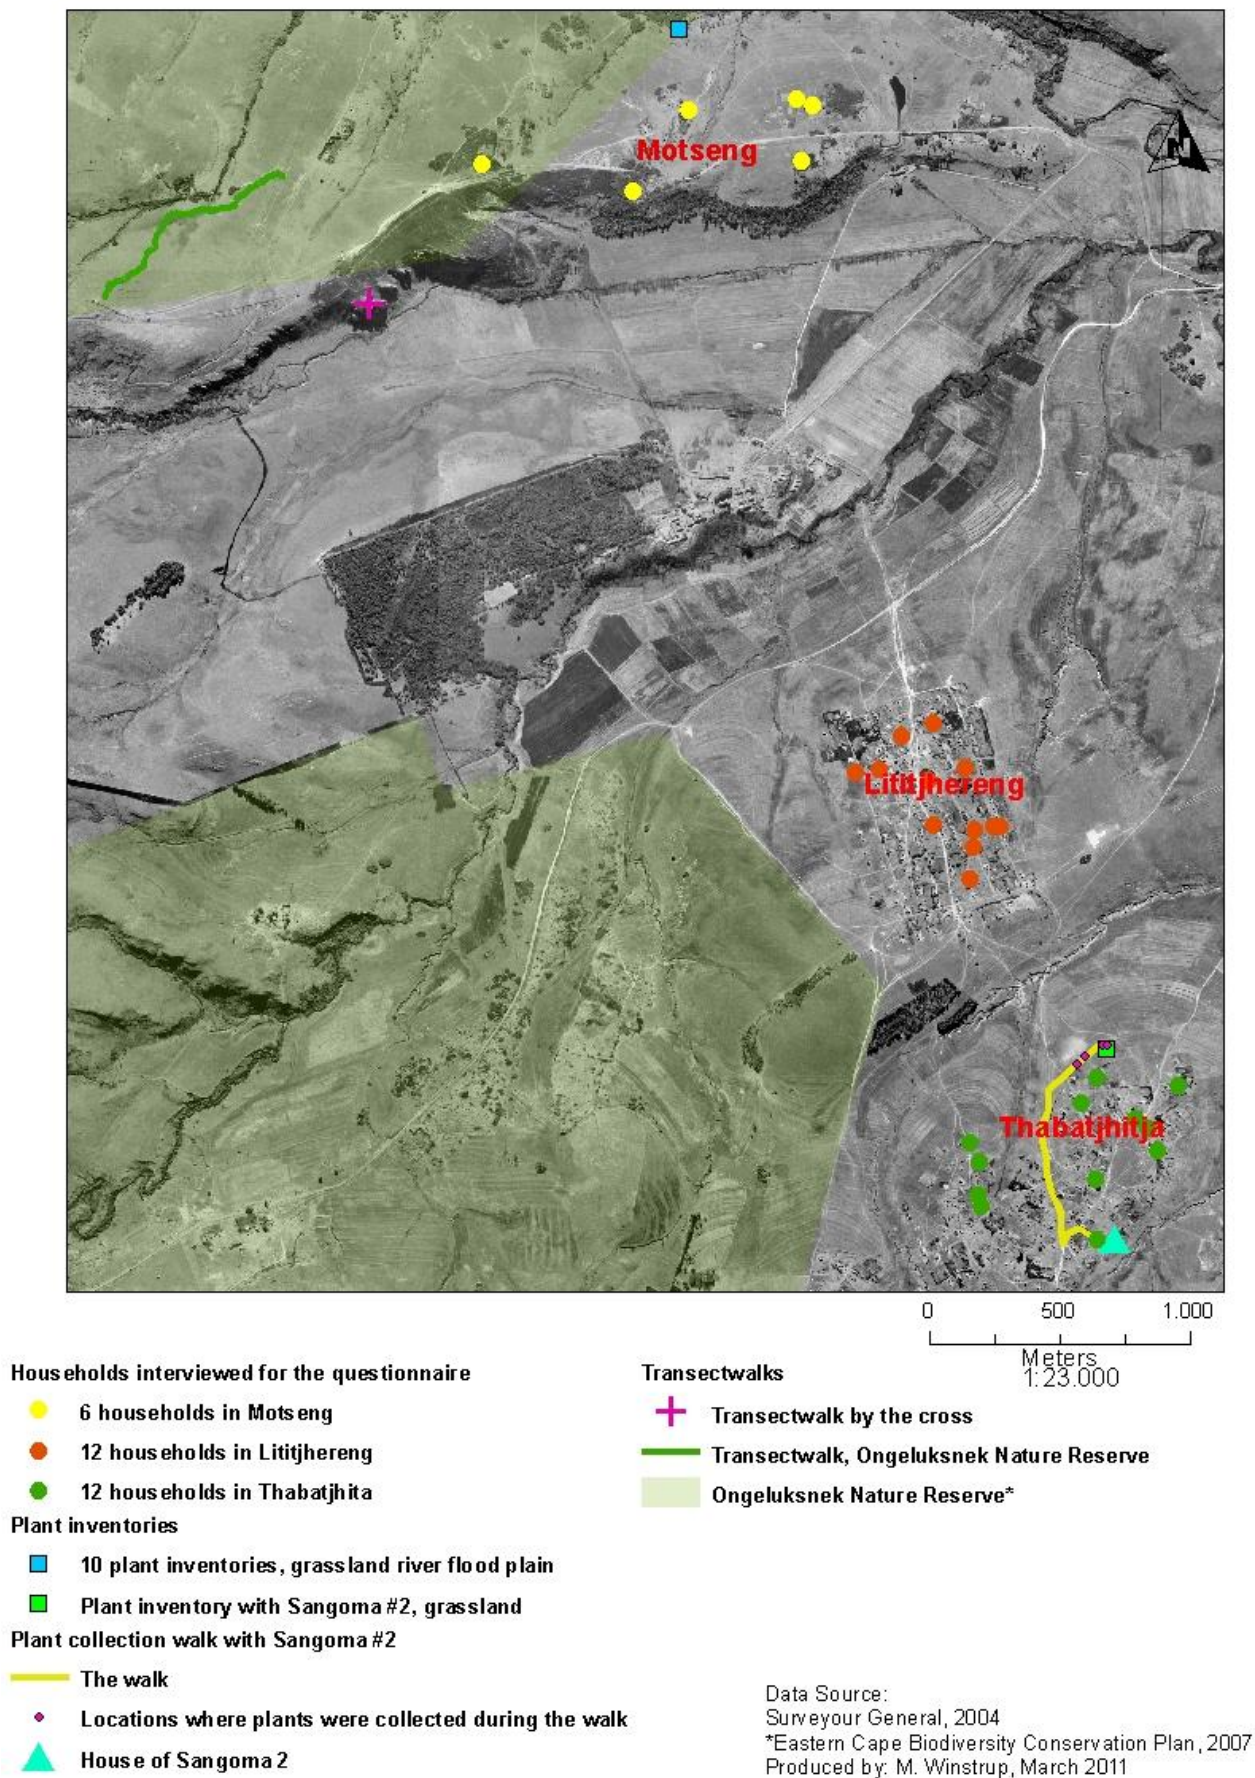 N
Motseng
Lititjhereng
Thabatjhitja
0 500 1.000
Meters
1:23.000
Households interviewed for the questionnaire
6 households in Motseng
12 households in Lititjhereng
12 households in Thabatjhita
Plant inventories
10 plant inventories, grassland river flood plain
Plant inventory with Sangoma #2, grassland
Plant collection walk with Sangoma #2
The walk
Locations where plants were collected during the walk
House of Sangoma 2
Transectwalks
Transectwalk by the cross
Transectwalk, Ongeluksnek Nature Reserve
Ongeluksnek Nature Reserve*
Data Source:
Surveyour General, 2004
*Eastern Cape Biodiversity Conservation Plan, 2007
Produced by: M. Winstrup, March 2011